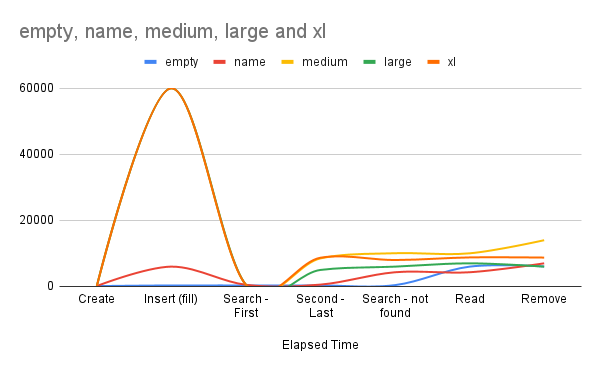 empty, name, medium, large and xl
empty name medium large xl
60000
40000
20000
0
Create Insert (fill) Search - First Second - Last Search - not found Read Remove
Elapsed Time